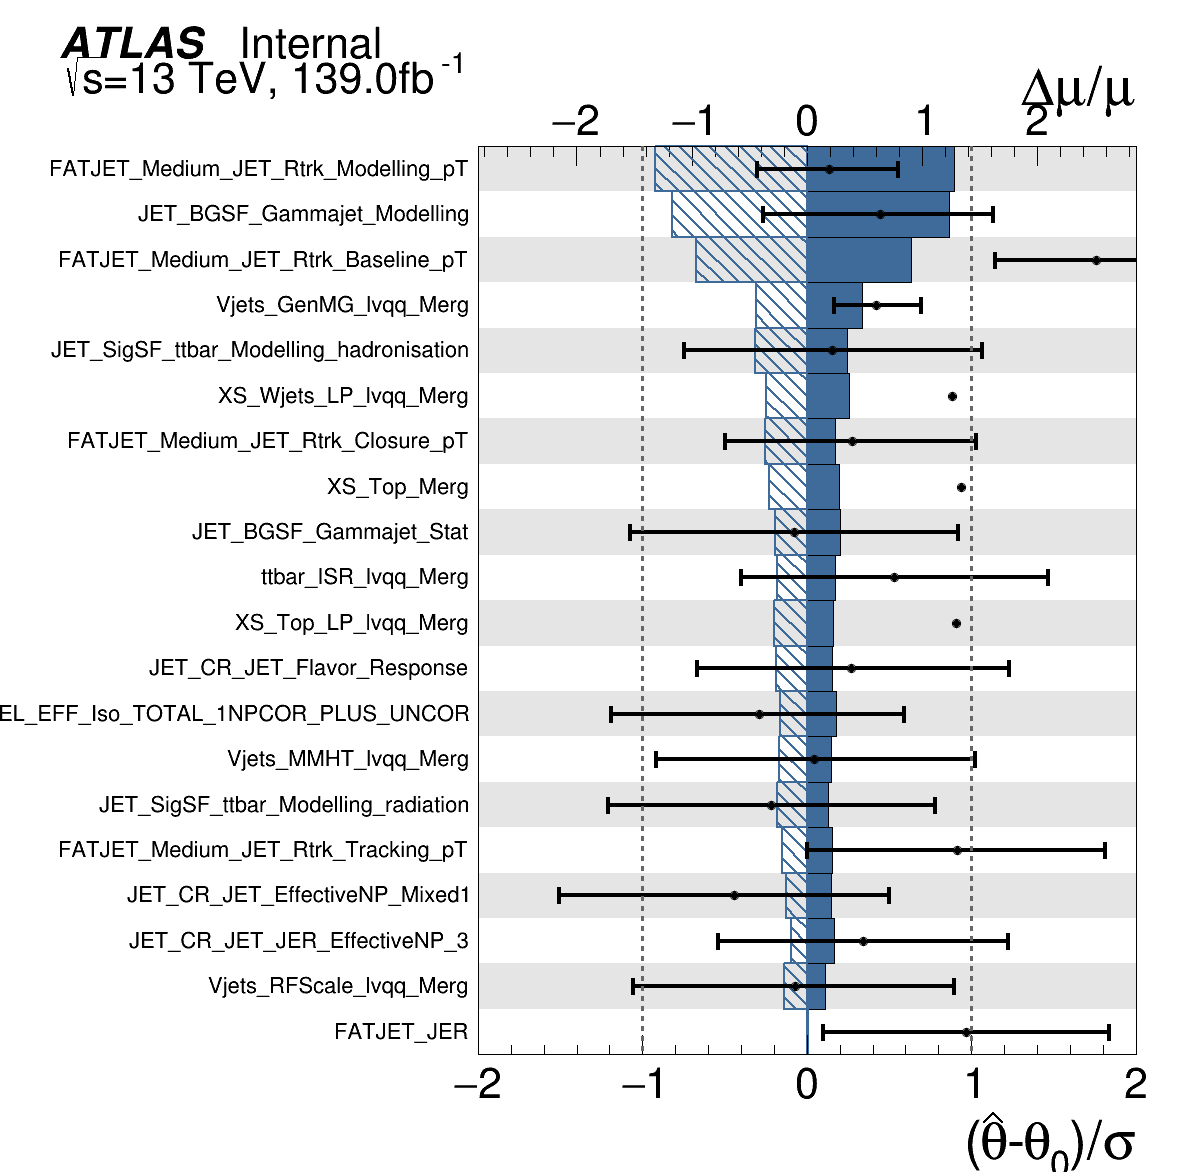 ATLAS Internal
√s=13 TeV, 139.0fb⁻¹
Δμ/μ
−2 −1 0 1 2
FATJET_Medium_JET_Rtrk_Modelling_pT
JET_BGSF_Gammajet_Modelling
FATJET_Medium_JET_Rtrk_Baseline_pT
Vjets_GenMG_lvqq_Merg
JET_SigSF_ttbar_Modelling_hadronisation
XS_Wjets_LP_lvqq_Merg
FATJET_Medium_JET_Rtrk_Closure_pT
XS_Top_Merg
JET_BGSF_Gammajet_Stat
ttbar_ISR_lvqq_Merg
XS_Top_LP_lvqq_Merg
JET_CR_JET_Flavor_Response
EL_EFF_Iso_TOTAL_1NPCOR_PLUS_UNCOR
Vjets_MMHT_lvqq_Merg
JET_SigSF_ttbar_Modelling_radiation
FATJET_Medium_JET_Rtrk_Tracking_pT
JET_CR_JET_EffectiveNP_Mixed1
JET_CR_JET_JER_EffectiveNP_3
Vjets_RFScale_lvqq_Merg
FATJET_JER
−2 −1 0 1 2
(θ̂-θ₀)/σ